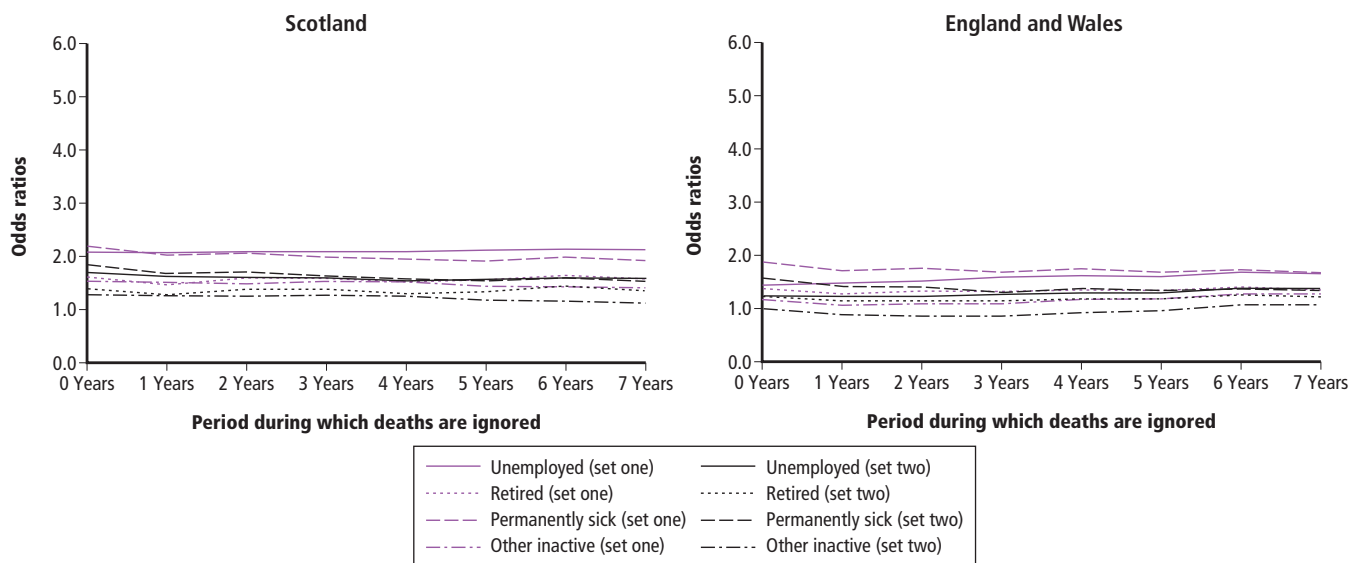 Scotland
6.0
5.0
4.0
3.0
2.0
1.0
0.0
Odds ratios
0 Years 1 Years 2 Years 3 Years 4 Years 5 Years 6 Years 7 Years
Period during which deaths are ignored
England and Wales
6.0
5.0
4.0
3.0
2.0
1.0
0.0
Odds ratios
0 Years 1 Years 2 Years 3 Years 4 Years 5 Years 6 Years 7 Years
Period during which deaths are ignored
Unemployed (set one) Unemployed (set two)
Retired (set one) Retired (set two)
Permanently sick (set one) Permanently sick (set two)
Other inactive (set one) Other inactive (set two)